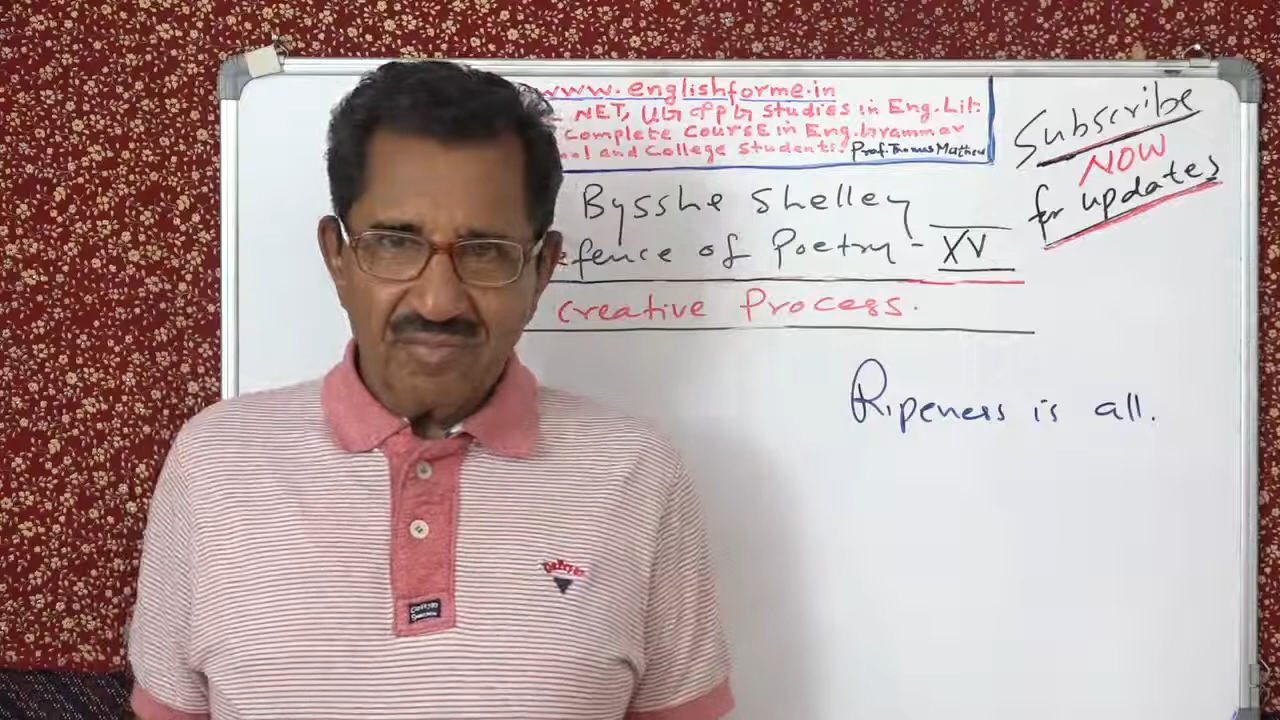 www.englishforme.in
NET, UG & PG Studies in Eng. Lit.
Complete Course in Eng. Grammar
and College Students. Prof. Thomas Mathew
Bysshe Shelley
efence of Poetry - XV
Creative Process.
Ripeness is all.
Subscribe
NOW
for updates